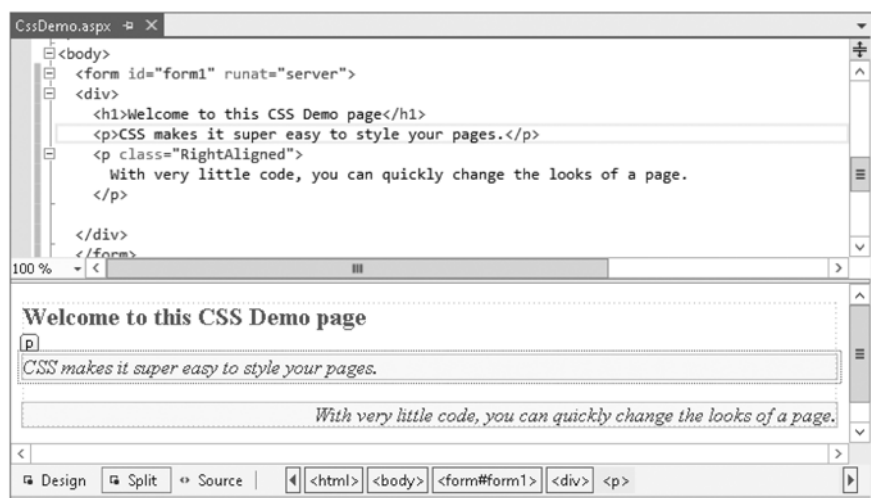 CssDemo.aspx
<body>
<form id="form1" runat="server">
<div>
<h1>Welcome to this CSS Demo page</h1>
<p>CSS makes it super easy to style your pages.</p>
<p class="RightAligned">
With very little code, you can quickly change the looks of a page.
</p>
</div>
</form>
100 %
Welcome to this CSS Demo page
p
CSS makes it super easy to style your pages.
With very little code, you can quickly change the looks of a page.
Design Split Source <html> <body> <form#form1> <div> <p>